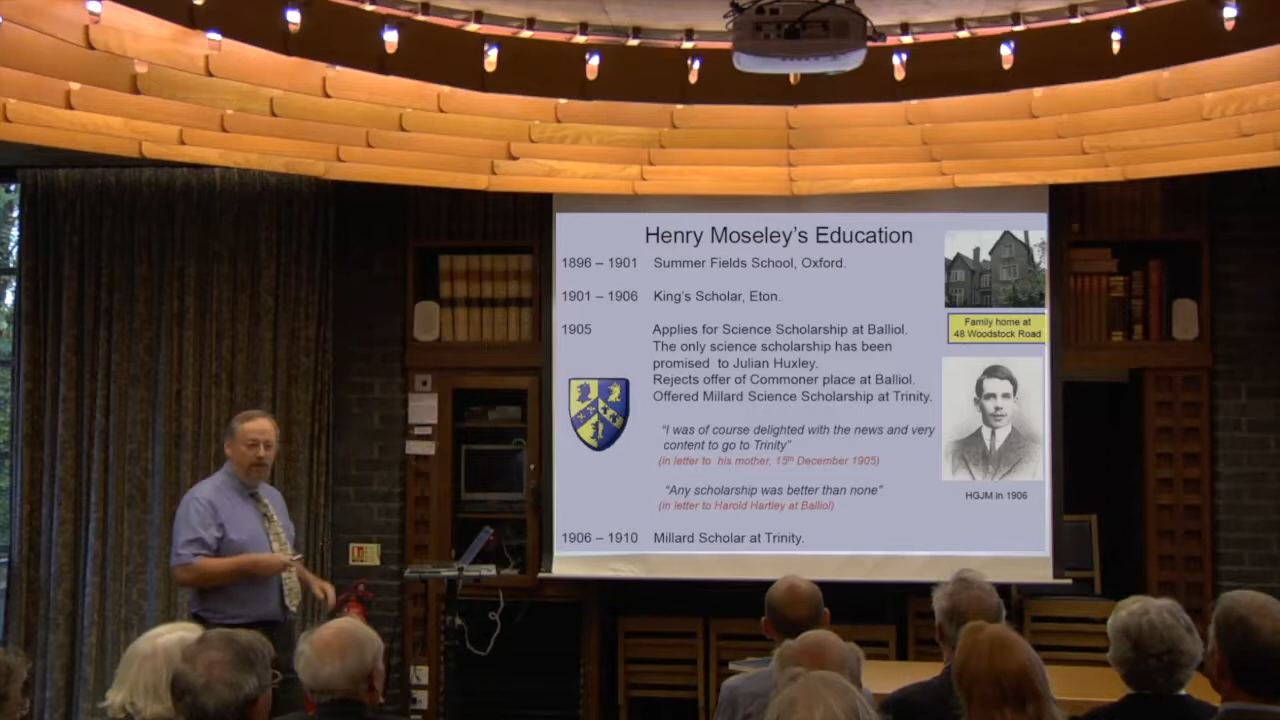 Henry Moseley's Education
1896 – 1901 Summer Fields School, Oxford.
1901 – 1906 King's Scholar, Eton.
1905 Applies for Science Scholarship at Balliol.
The only science scholarship has been
promised to Julian Huxley.
Rejects offer of Commoner place at Balliol.
Offered Millard Science Scholarship at Trinity.
"I was of course delighted with the news and very
content to go to Trinity"
(in letter to his mother, 15th December 1905)
"Any scholarship was better than none"
(in letter to Harold Hartley at Balliol)
1906 – 1910 Millard Scholar at Trinity.
Family home at
48 Woodstock Road
HGJM in 1906